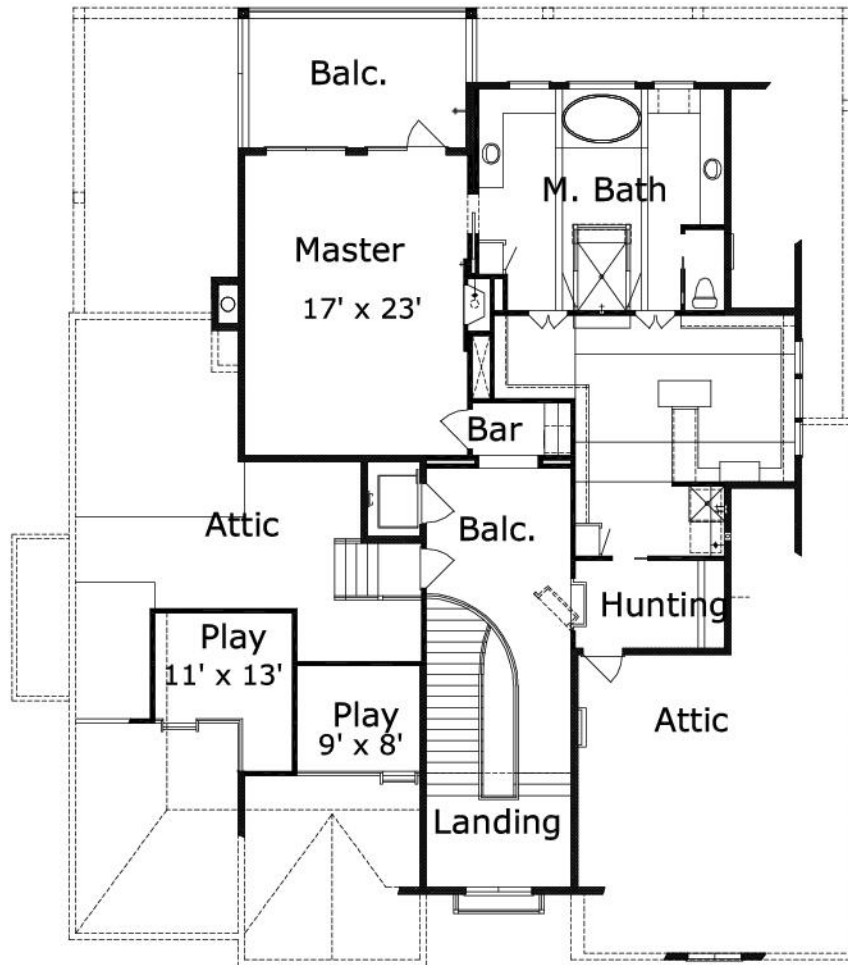 Balc.
M. Bath
Master
17' x 23'
Bar
Attic
Balc.
Hunting
Play
11' x 13'
Play
9' x 8'
Attic
Landing